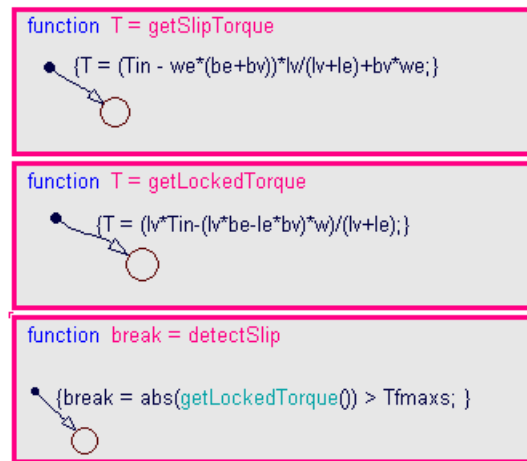 function T = getSlipTorque
{T = (Tin - we*(be+bv))*Iv/(Iv+Ie)+bv*we;}
function T = getLockedTorque
{T = (Iv*Tin-(Iv*be-Ie*bv)*w)/(Iv+Ie);}
function break = detectSlip
{break = abs(getLockedTorque()) > Tfmaxs; }